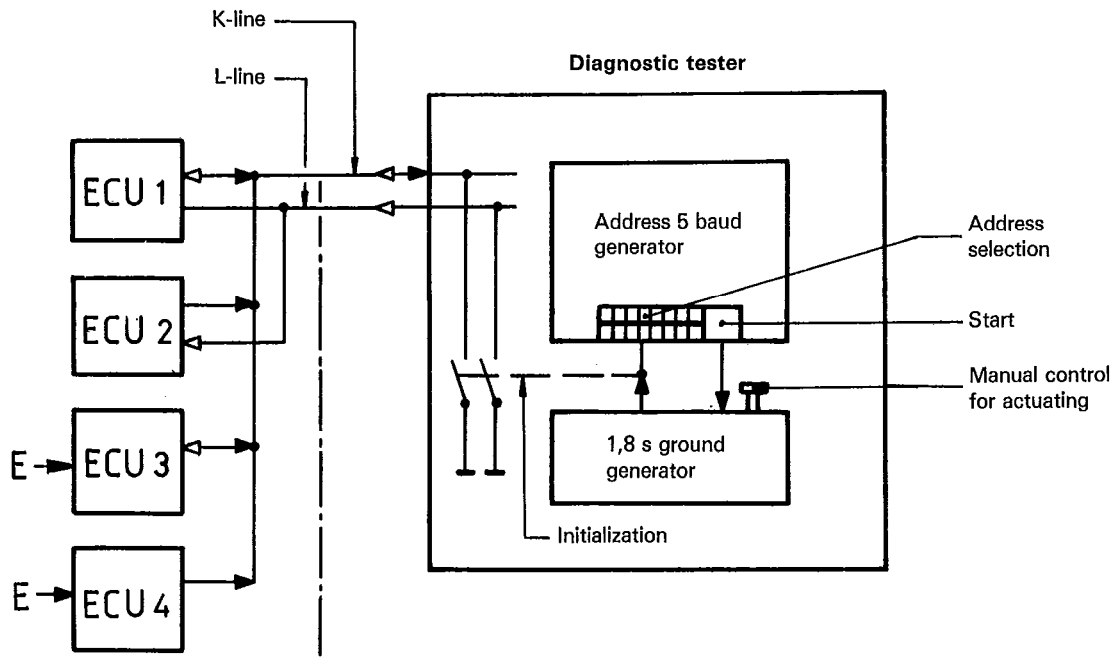 K-line
L-line
Diagnostic tester
ECU 1
Address 5 baud
generator
Address
selection
ECU 2
Start
Manual control
for actuating
E
ECU 3
1,8 s ground
generator
Initialization
E
ECU 4